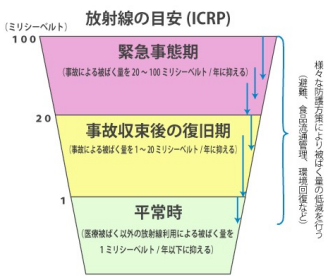 放射線の目安(ICRP)
(ミリシーベルト)
100
緊急事態期
(事故による被ばく量を20~100ミリシーベルト/年に抑える)
20
事故収束後の復旧期
(事故による被ばく量を1~20ミリシーベルト/年に抑える)
1
平常時
(医療被ばく以外の放射線利用による被ばく量を
1ミリシーベルト/年以下に抑える)
様々な防護方策により被ばく量の低減を行う
(避難、食品流通管理、環境回復など)